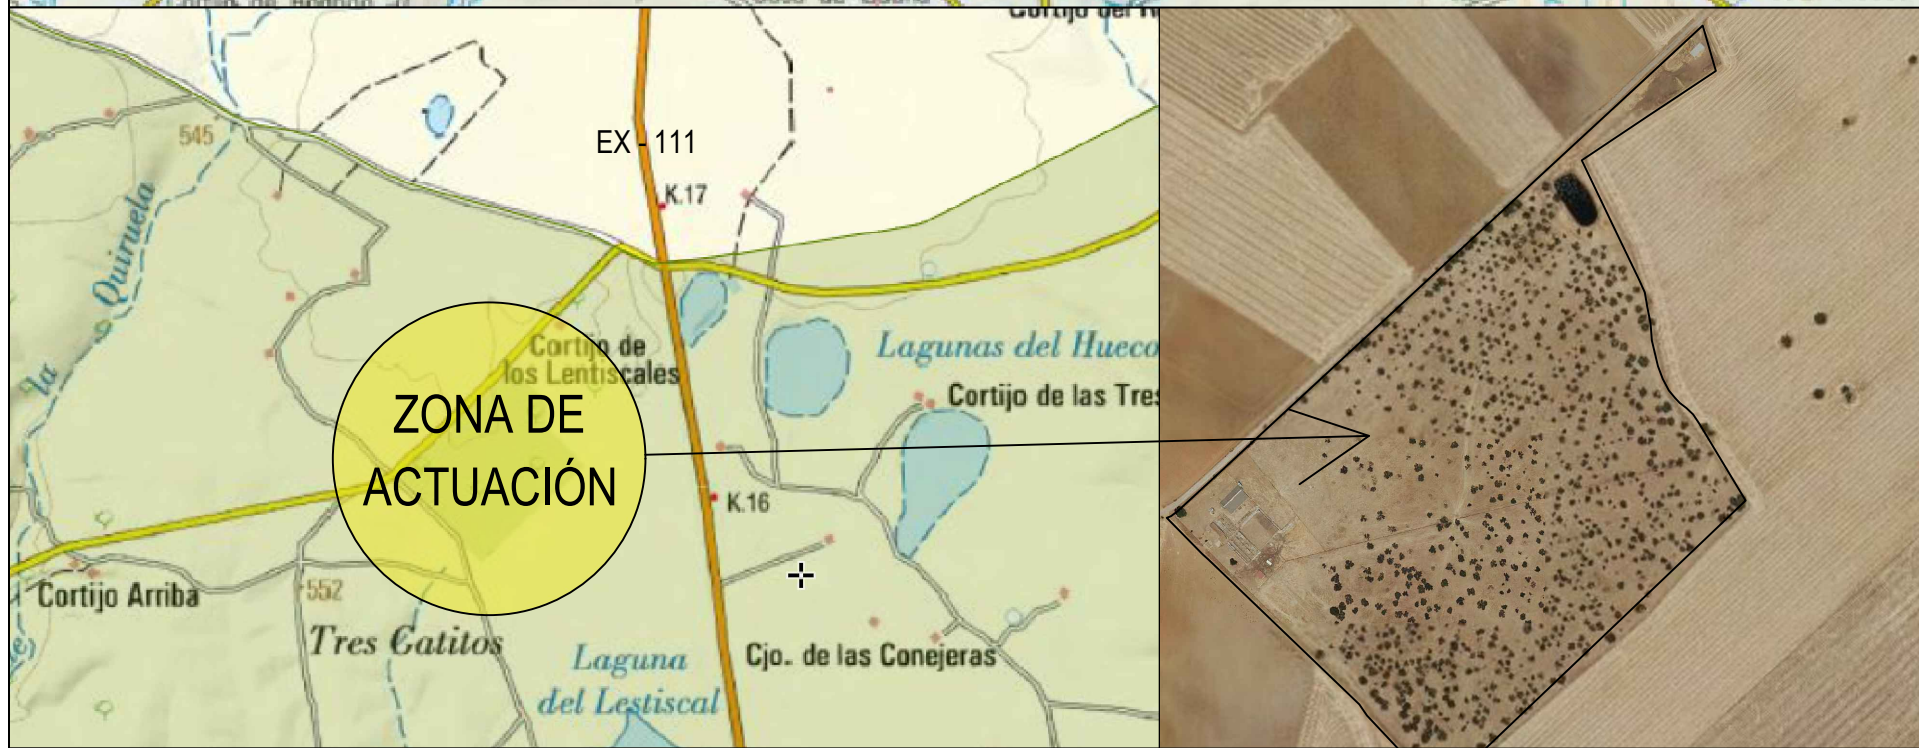 545
EX - 111
K.17
la Quiruela
Cortijo de
los Lentiscales
Lagunas del Hueco
Cortijo de las Tres
ZONA DE
ACTUACIÓN
K.16
Cortijo Arriba
552
Tres Gatitos
Laguna
del Lestiscal
Cjo. de las Conejeras